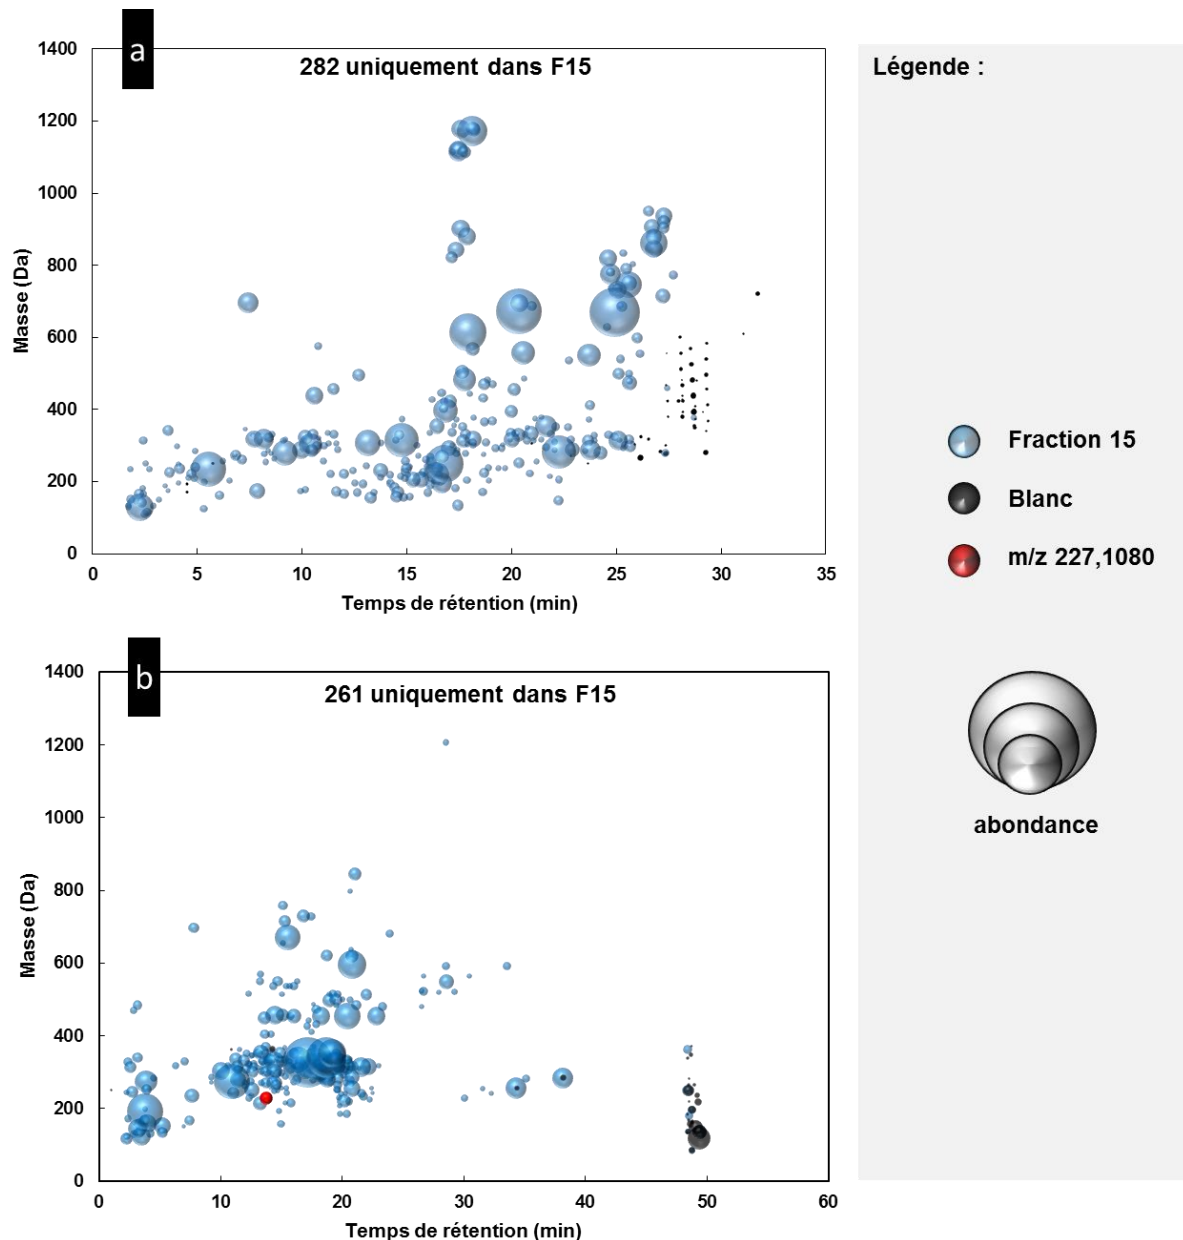 a
282 uniquement dans F15
1400
1200
1000
800
600
400
200
0
Masse (Da)
0 5 10 15 20 25 30 35
Temps de rétention (min)
b
261 uniquement dans F15
1400
1200
1000
800
600
400
200
0
Masse (Da)
0 10 20 30 40 50 60
Temps de rétention (min)
Légende :
Fraction 15
Blanc
m/z 227,1080
abondance